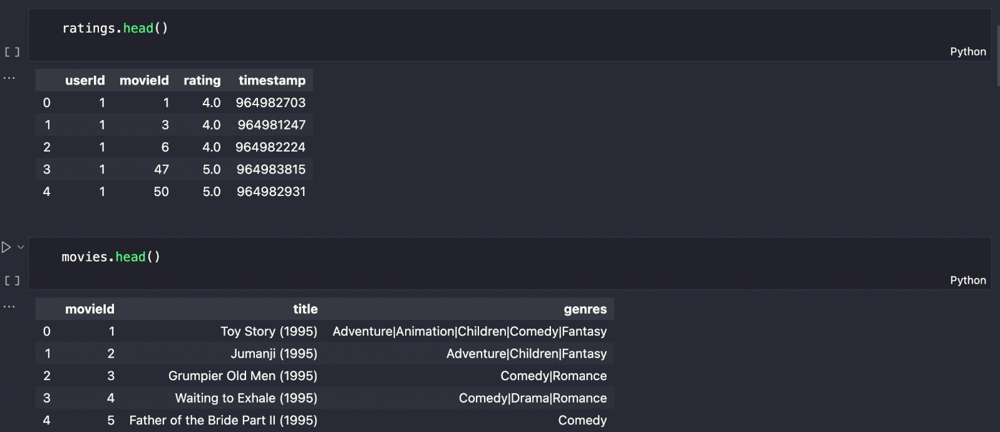 ratings.head()
[ ]
Python
...
userId movieId rating timestamp
0 1 1 4.0 964982703
1 1 3 4.0 964981247
2 1 6 4.0 964982224
3 1 47 5.0 964983815
4 1 50 5.0 964982931
movies.head()
[ ]
Python
...
movieId title genres
0 1 Toy Story (1995) Adventure|Animation|Children|Comedy|Fantasy
1 2 Jumanji (1995) Adventure|Children|Fantasy
2 3 Grumpier Old Men (1995) Comedy|Romance
3 4 Waiting to Exhale (1995) Comedy|Drama|Romance
4 5 Father of the Bride Part II (1995) Comedy